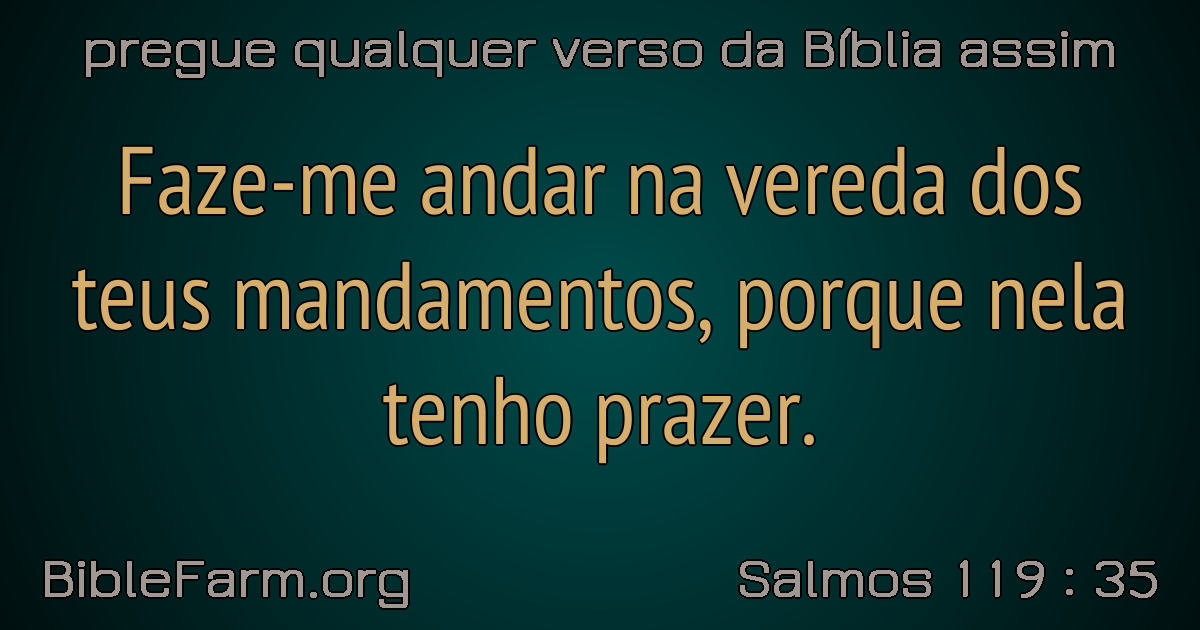 pregue qualquer verso da Bíblia assim
Faze-me andar na vereda dos
teus mandamentos, porque nela
tenho prazer.
BibleFarm.org
Salmos 119 : 35